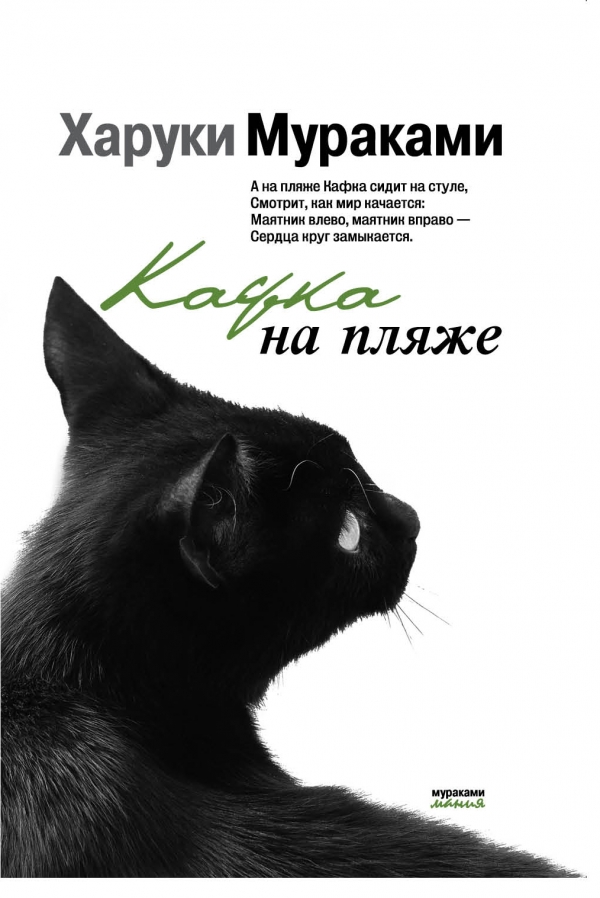 Харуки Мураками
А на пляже Кафка сидит на стуле,
Смотрит, как мир качается:
Маятник влево, маятник вправо —
Сердца круг замыкается.
Кафка
на пляже
мураками
мания